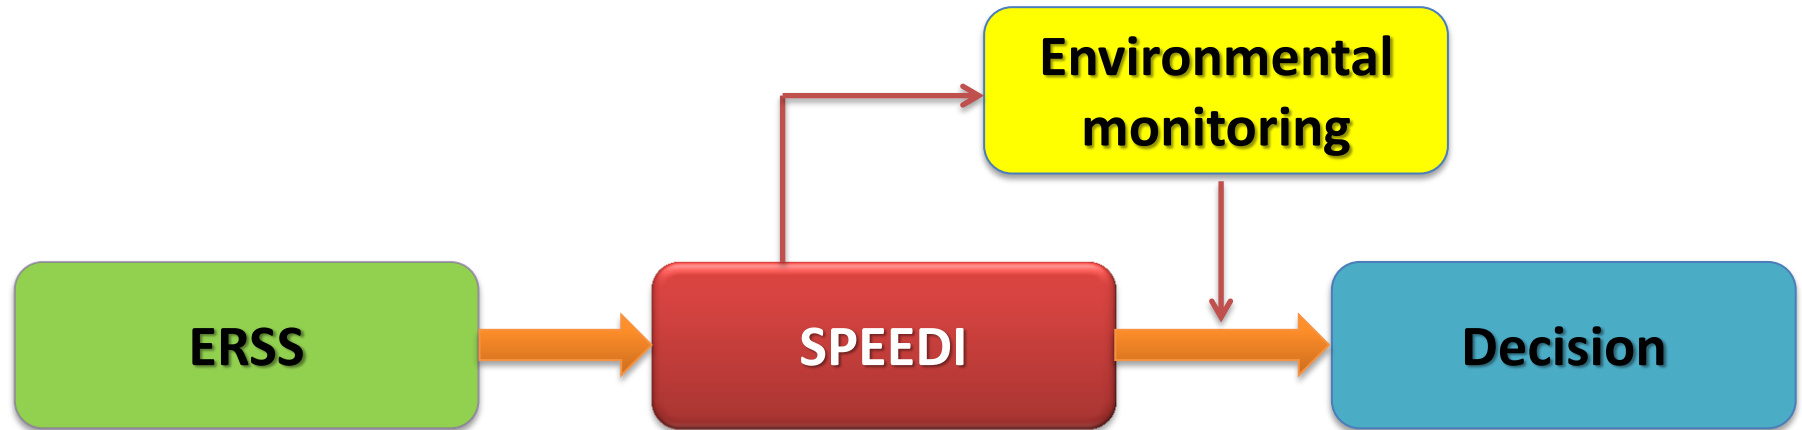 Environmental
monitoring
ERSS
SPEEDI
Decision